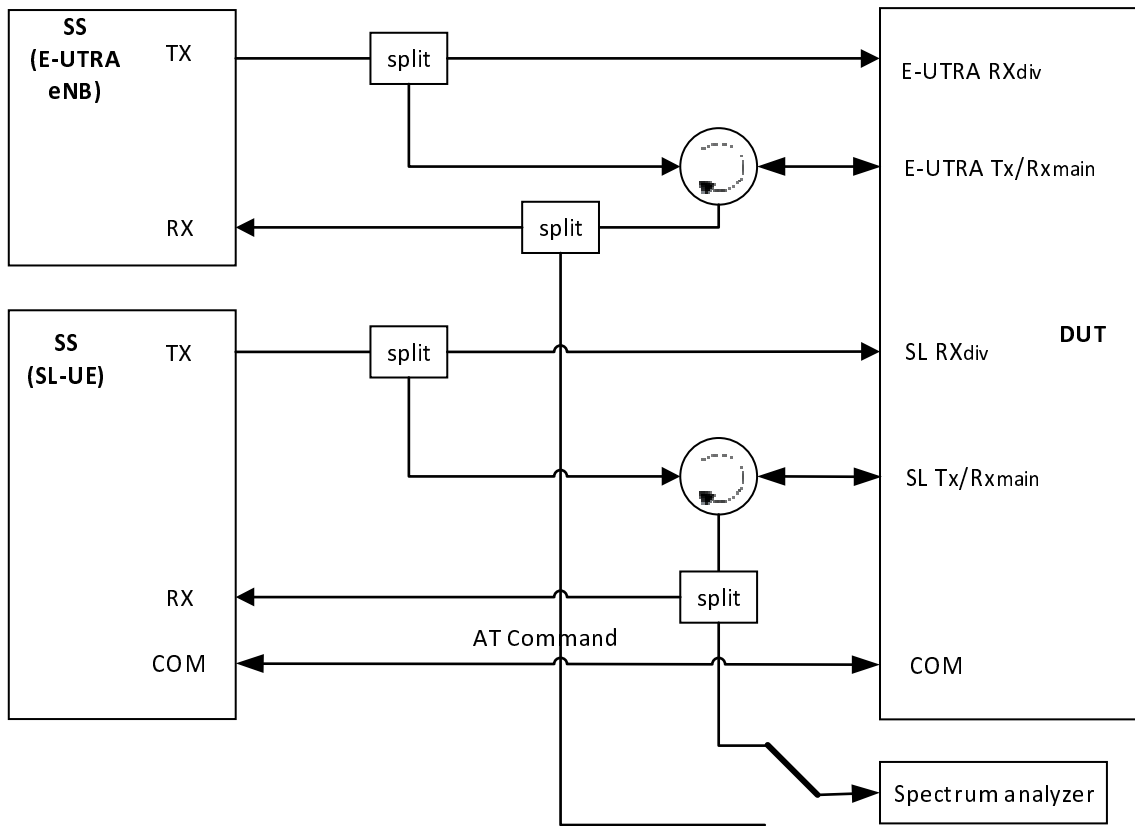 SS
(E-UTRA
eNB)
TX
RX
split
split
E-UTRA RXdiv
E-UTRA Tx/Rxmain
SS
(SL-UE)
TX
RX
COM
split
split
AT Command
SL RXdiv
DUT
SL Tx/Rxmain
COM
Spectrum analyzer